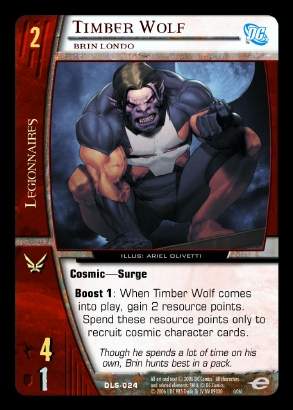 2
TIMBER WOLF
BRIN LONDO
DC
LEGIONNAIRES
ILLUS: ARIEL OLIVETTI
Cosmic—Surge
Boost 1: When Timber Wolf comes
into play, gain 2 resource points.
Spend these resource points only to
recruit cosmic character cards.
Though he spends a lot of time on his
own, Brin hunts best in a pack.
4
1
DLS-024